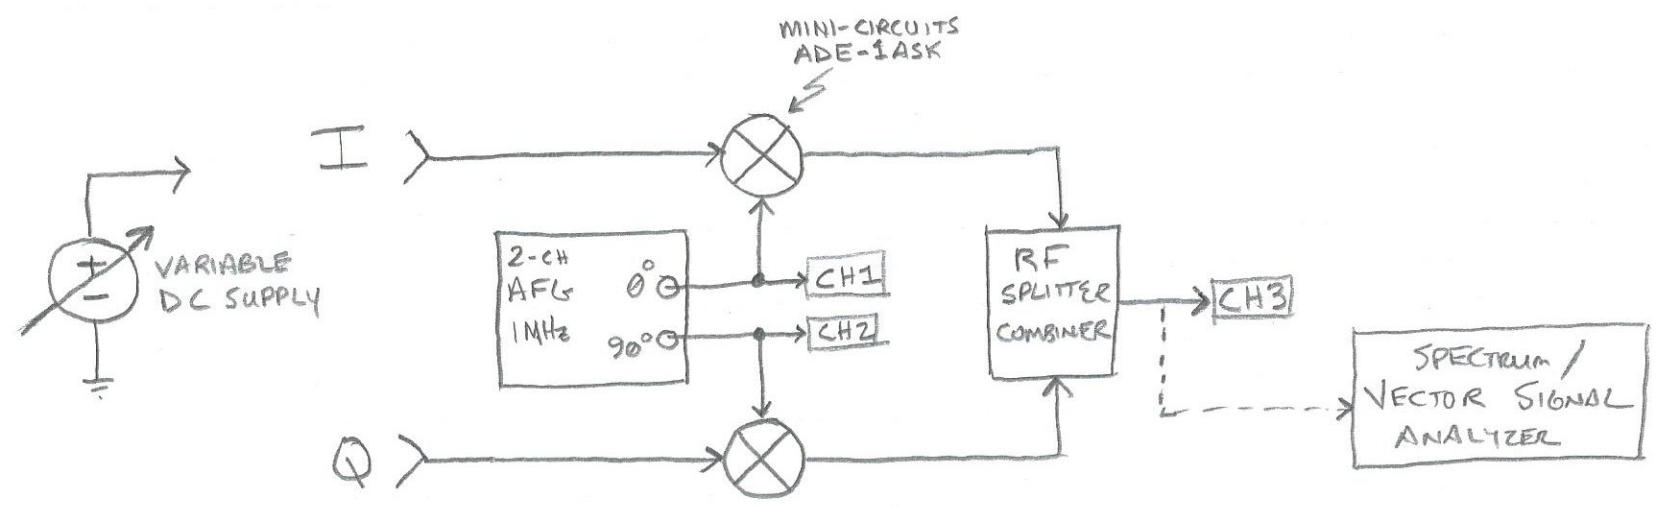 MINI-CIRCUITS
ADE-1ASK
I
VARIABLE
DC SUPPLY
2-CH
AFG
1MHz
0°
90°
CH1
CH2
RF
SPLITTER
COMBINER
CH3
SPECTRUM/
VECTOR SIGNAL
ANALYZER
Q